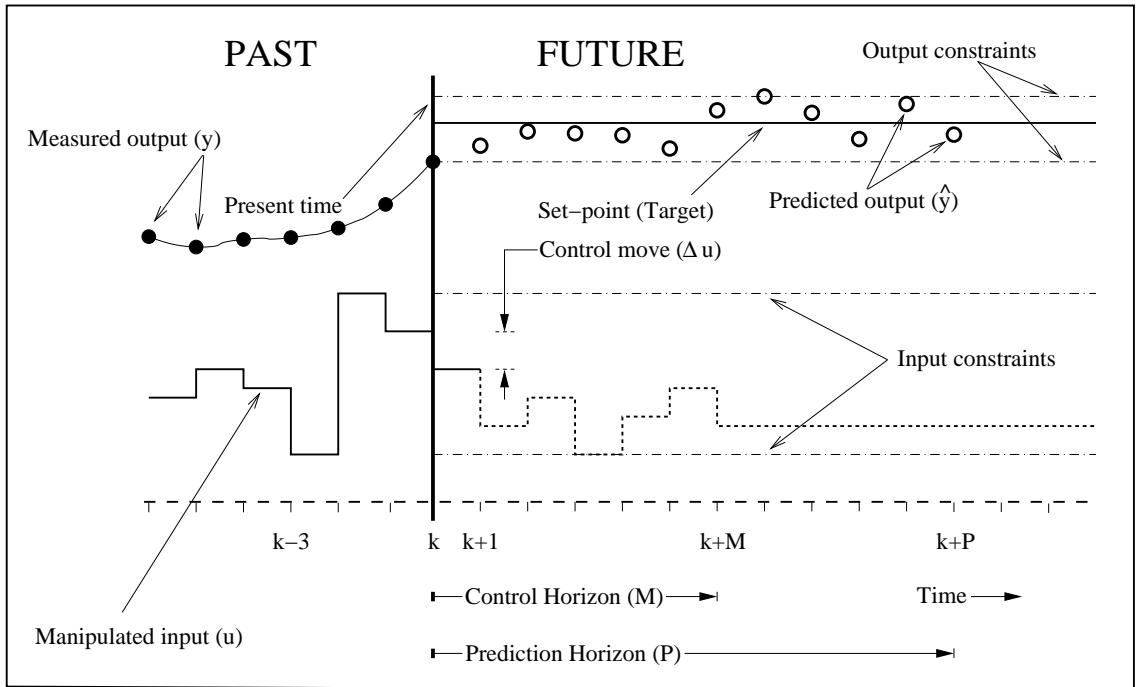 PAST
FUTURE
Output constraints
Measured output (y)
Present time
Set−point (Target)
Predicted output (ŷ)
Control move (Δ u)
Input constraints
k−3
k
k+1
k+M
k+P
Control Horizon (M)
Time
Manipulated input (u)
Prediction Horizon (P)